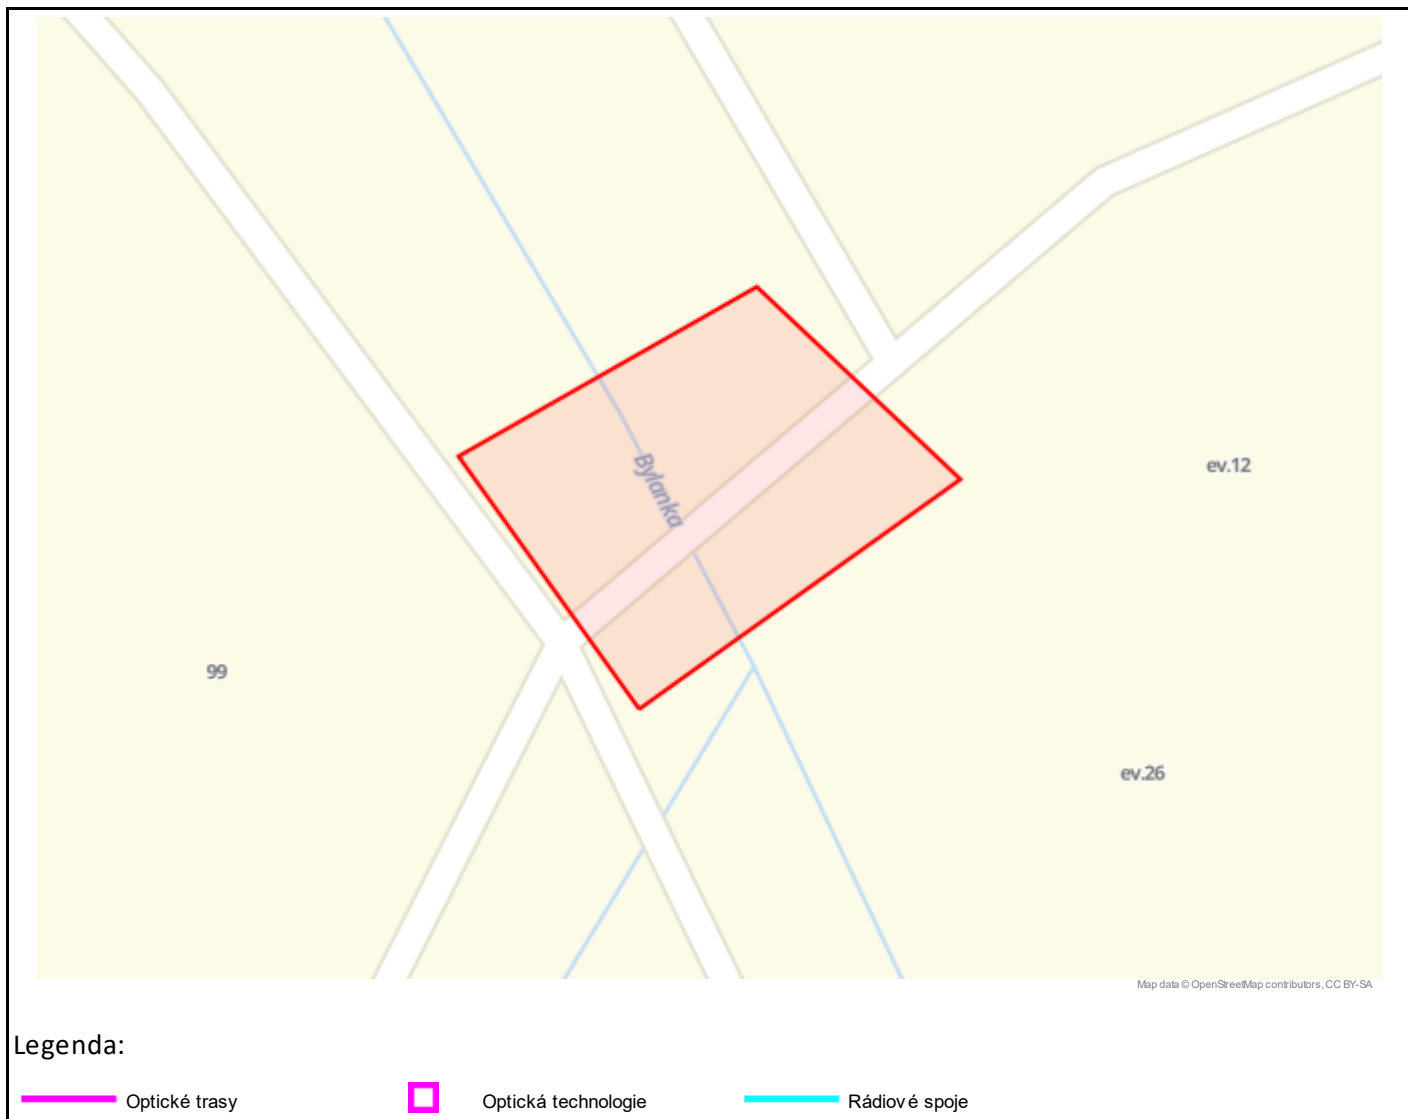 Bylanka
ev.12
99
ev.26
Map data © OpenStreetMap contributors, CC BY-SA
Legenda:
Optické trasy
Optická technologie
Rádiové spoje